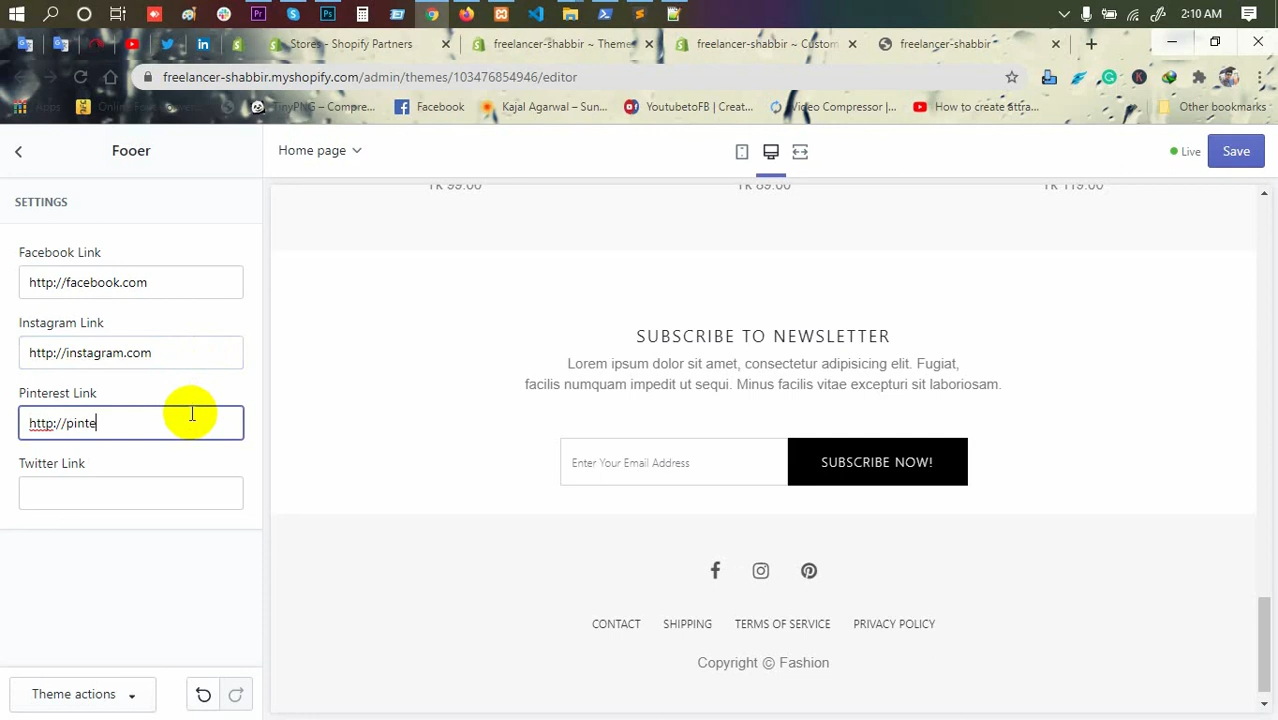 2:10 AM
Stores - Shopify Partners
freelancer-shabbir ~ Theme
freelancer-shabbir ~ Custom
freelancer-shabbir
freelancer-shabbir.myshopify.com/admin/themes/103476854946/editor
Apps
TinyPNG – Compre...
Facebook
Kajal Agarwal – Sun...
YoutubetoFB | Creat...
Video Compressor |...
How to create attra...
Other bookmarks
Fooer
Home page
Live
Save
SETTINGS
Tk 99.00
Tk 89.00
Tk 119.00
Facebook Link
http://facebook.com
Instagram Link
http://instagram.com
Pinterest Link
http://pinte
Twitter Link
SUBSCRIBE TO NEWSLETTER
Lorem ipsum dolor sit amet, consectetur adipisicing elit. Fugiat,
facilis numquam impedit ut sequi. Minus facilis vitae excepturi sit laboriosam.
Enter Your Email Address
SUBSCRIBE NOW!
CONTACT
SHIPPING
TERMS OF SERVICE
PRIVACY POLICY
Copyright © Fashion
Theme actions